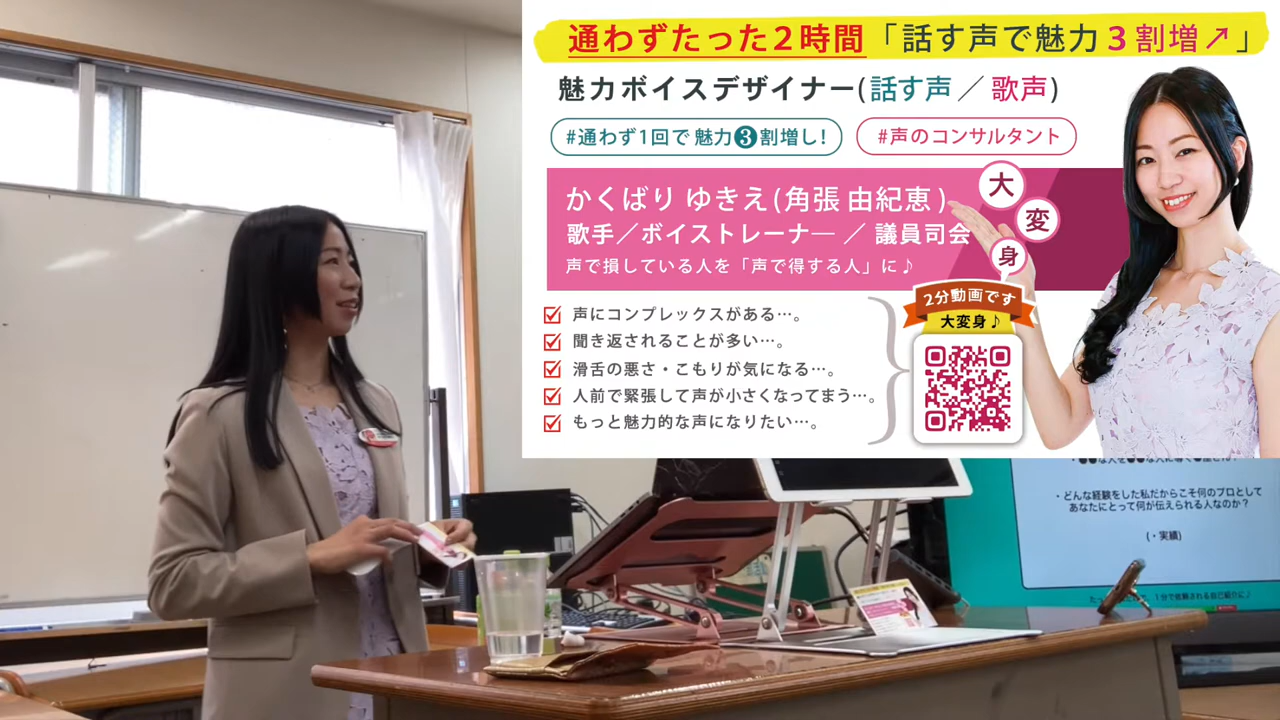 通わずたった2時間「話す声で魅力3割増↗」
魅力ボイスデザイナー(話す声／歌声)
#通わず1回で魅力3割増し!
#声のコンサルタント
かくばり ゆきえ(角張 由紀恵)
歌手／ボイストレーナー ／ 議員司会
声で損している人を「声で得する人」に♪
大
変
身
声にコンプレックスがある…。
聞き返されることが多い…。
滑舌の悪さ・こもりが気になる…。
人前で緊張して声が小さくなってまう…。
もっと魅力的な声になりたい…。
2分動画です
大変身♪
・どんな経験をした私だからこそ何のプロとして
あなたにとって何が伝えられる人なのか？
(・実績)